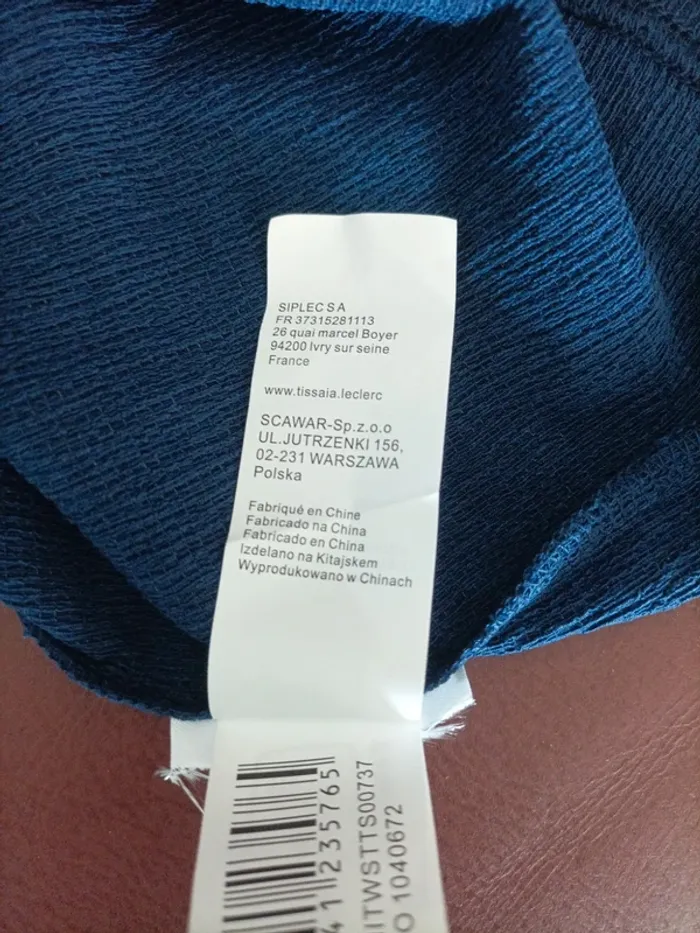 SIPLEC S A
FR 37315281113
26 quai marcel Boyer
94200 Ivry sur seine
France
www.tissaia.leclerc
SCAWAR-Sp.z.o.o
UL.JUTRZENKI 156,
02-231 WARSZAWA
Polska
Fabriqué en Chine
Fabricado na China
Fabricado en China
Izdelano na Kitajskem
Wyprodukowano w Chinach
41235765
ITWSTTS00737
O 1040672